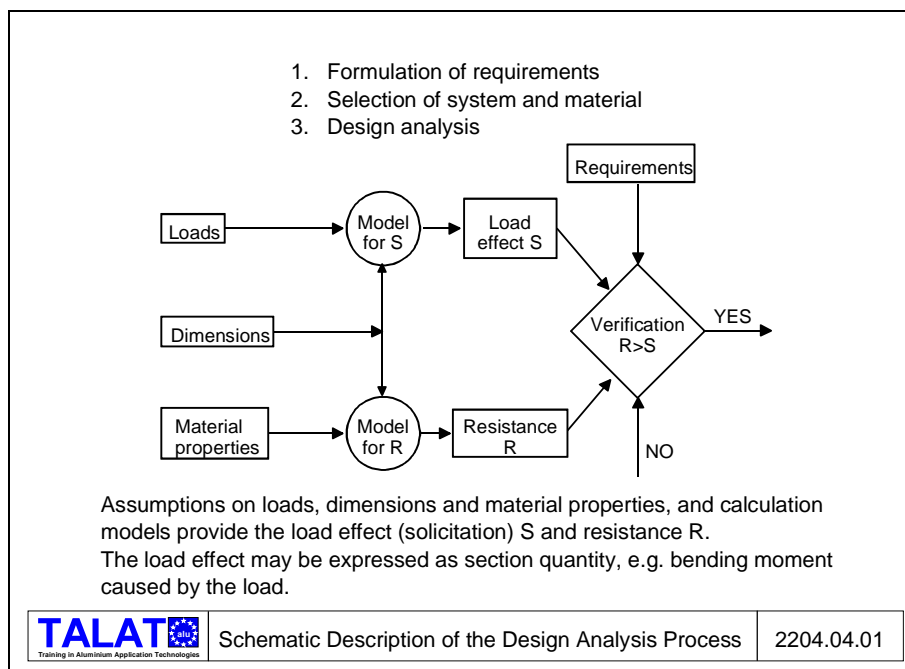 1. Formulation of requirements
2. Selection of system and material
3. Design analysis
Requirements
Loads
Model
for S
Load
effect S
Dimensions
Verification
R>S
YES
Material
properties
Model
for R
Resistance
R
NO
Assumptions on loads, dimensions and material properties, and calculation
models provide the load effect (solicitation) S and resistance R.
The load effect may be expressed as section quantity, e.g. bending moment
caused by the load.
TALAT
alu
Training in Aluminium Application Technologies
Schematic Description of the Design Analysis Process
2204.04.01